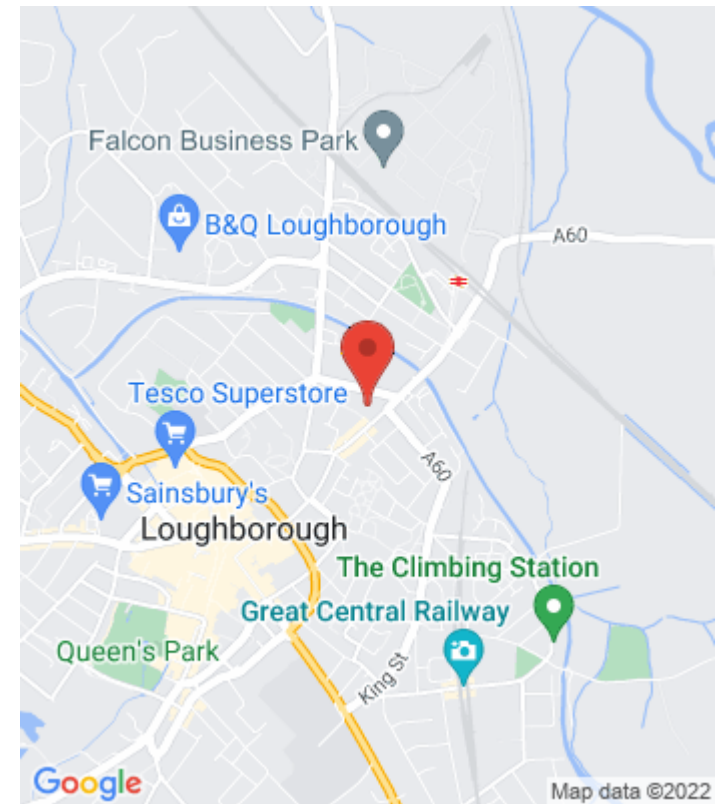 Falcon Business Park
B&Q Loughborough
A60
Tesco Superstore
A60
Sainsbury's
Loughborough
The Climbing Station
Great Central Railway
Queen's Park
King St
Google
Map data ©2022